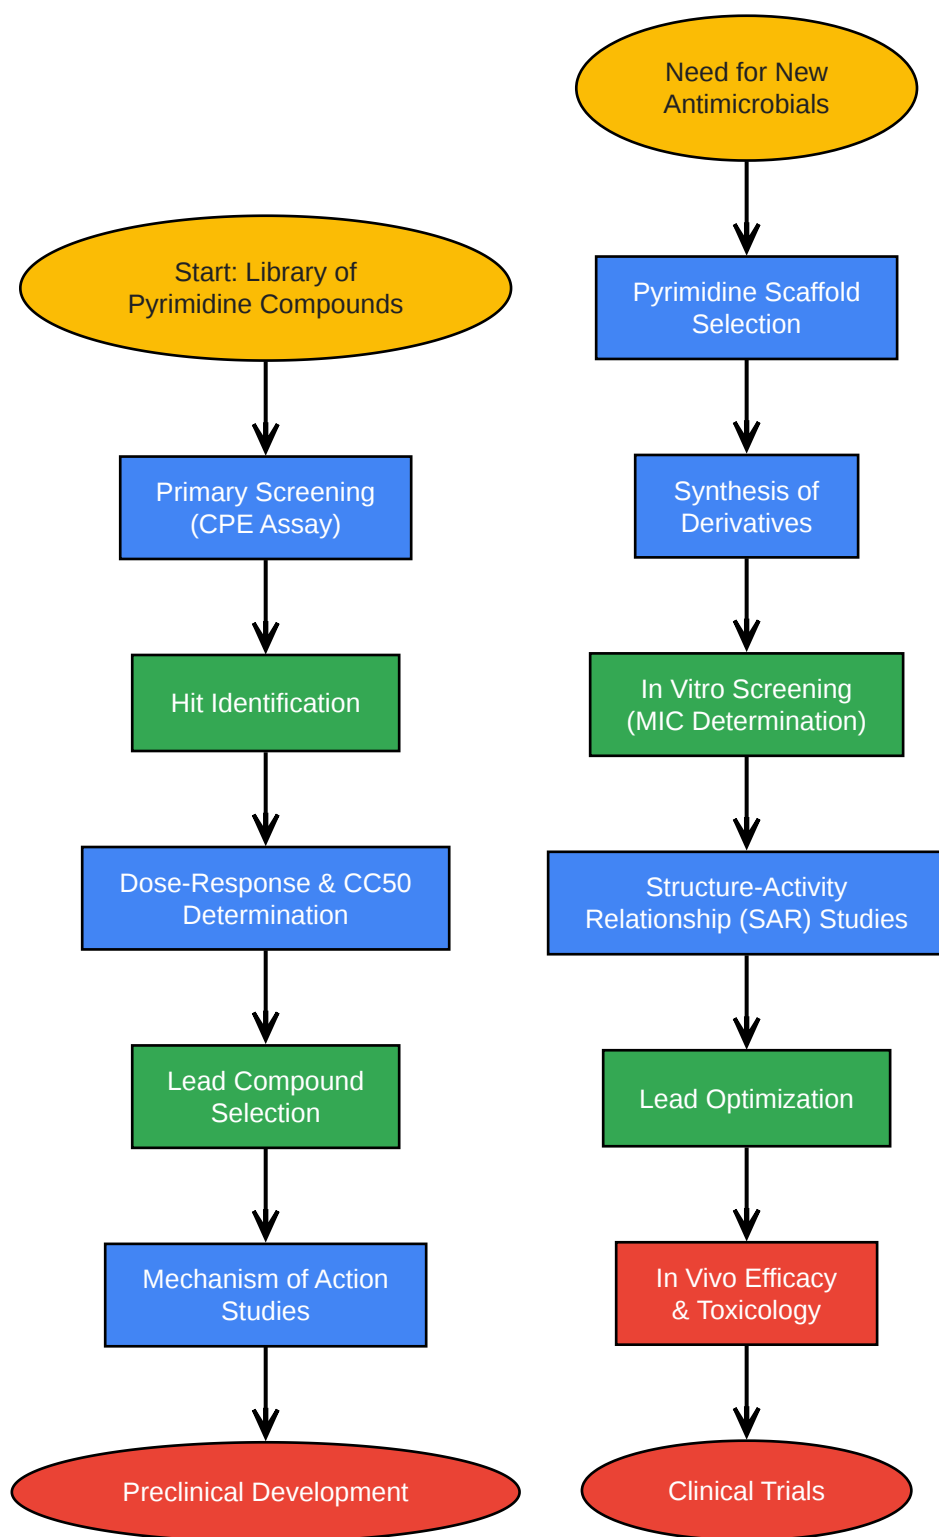 Start: Library of
Pyrimidine Compounds
Primary Screening
(CPE Assay)
Hit Identification
Dose-Response & CC50
Determination
Lead Compound
Selection
Mechanism of Action
Studies
Preclinical Development
Need for New
Antimicrobials
Pyrimidine Scaffold
Selection
Synthesis of
Derivatives
In Vitro Screening
(MIC Determination)
Structure-Activity
Relationship (SAR) Studies
Lead Optimization
In Vivo Efficacy
& Toxicology
Clinical Trials